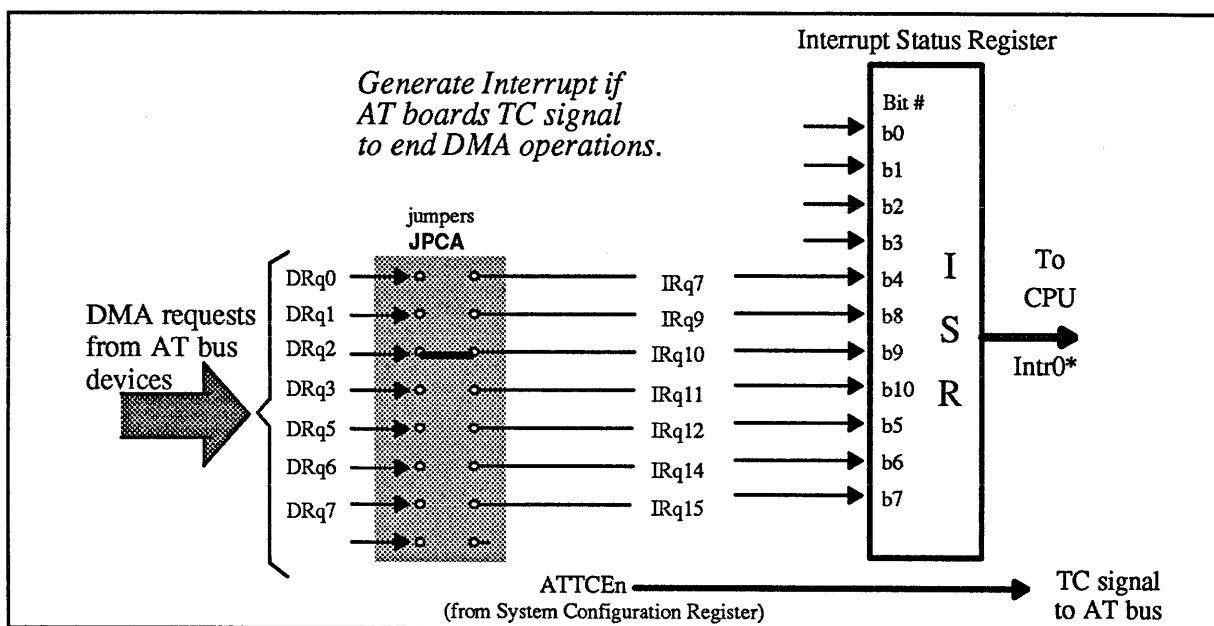 Interrupt Status Register
Generate Interrupt if
AT boards TC signal
to end DMA operations.
Bit #
b0
b1
b2
b3
jumpers
JPCA
DRq0 IRq7 b4
DRq1 IRq9 b8
DRq2 IRq10 b9
DRq3 IRq11 b10
DRq5 IRq12 b5
DRq6 IRq14 b6
DRq7 IRq15 b7
DMA requests
from AT bus
devices
I
S
R
To
CPU
Intr0*
ATTCEn
(from System Configuration Register)
TC signal
to AT bus